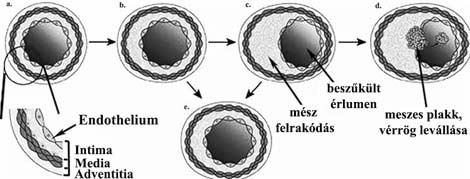 a.
b.
c.
d.
beszűkült
érlumen
mész
felrakódás
meszes plakk,
vérrög leválása
e.
Endothelium
Intima
Media
Adventitia